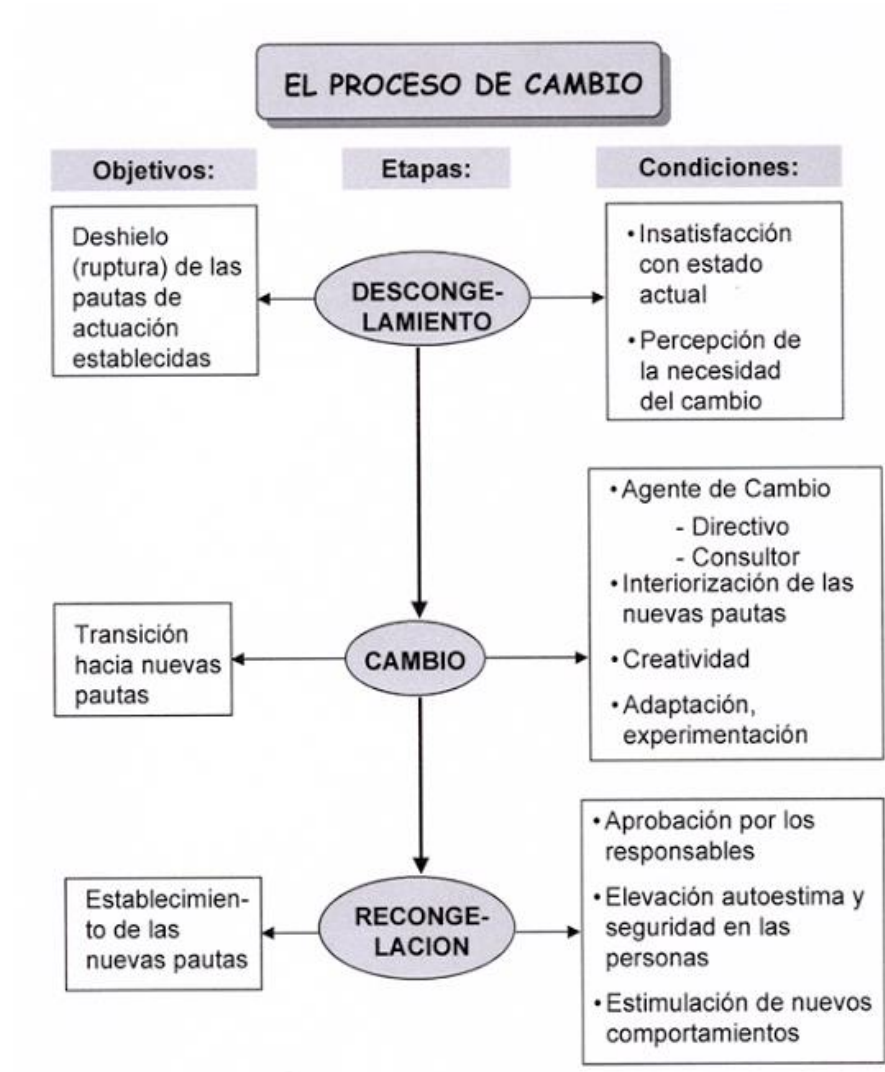 EL PROCESO DE CAMBIO
Objetivos:
Etapas:
Condiciones:
Deshielo
(ruptura) de las
pautas de
actuación
establecidas
DESCONGE-
LAMIENTO
•Insatisfacción
con estado
actual
•Percepción de
la necesidad
del cambio
Transición
hacia nuevas
pautas
CAMBIO
•Agente de Cambio
- Directivo
- Consultor
•Interiorización de las
nuevas pautas
•Creatividad
•Adaptación,
experimentación
Establecimien-
to de las
nuevas pautas
RECONGE-
LACION
•Aprobación por los
responsables
•Elevación autoestima y
seguridad en las
personas
•Estimulación de nuevos
comportamientos